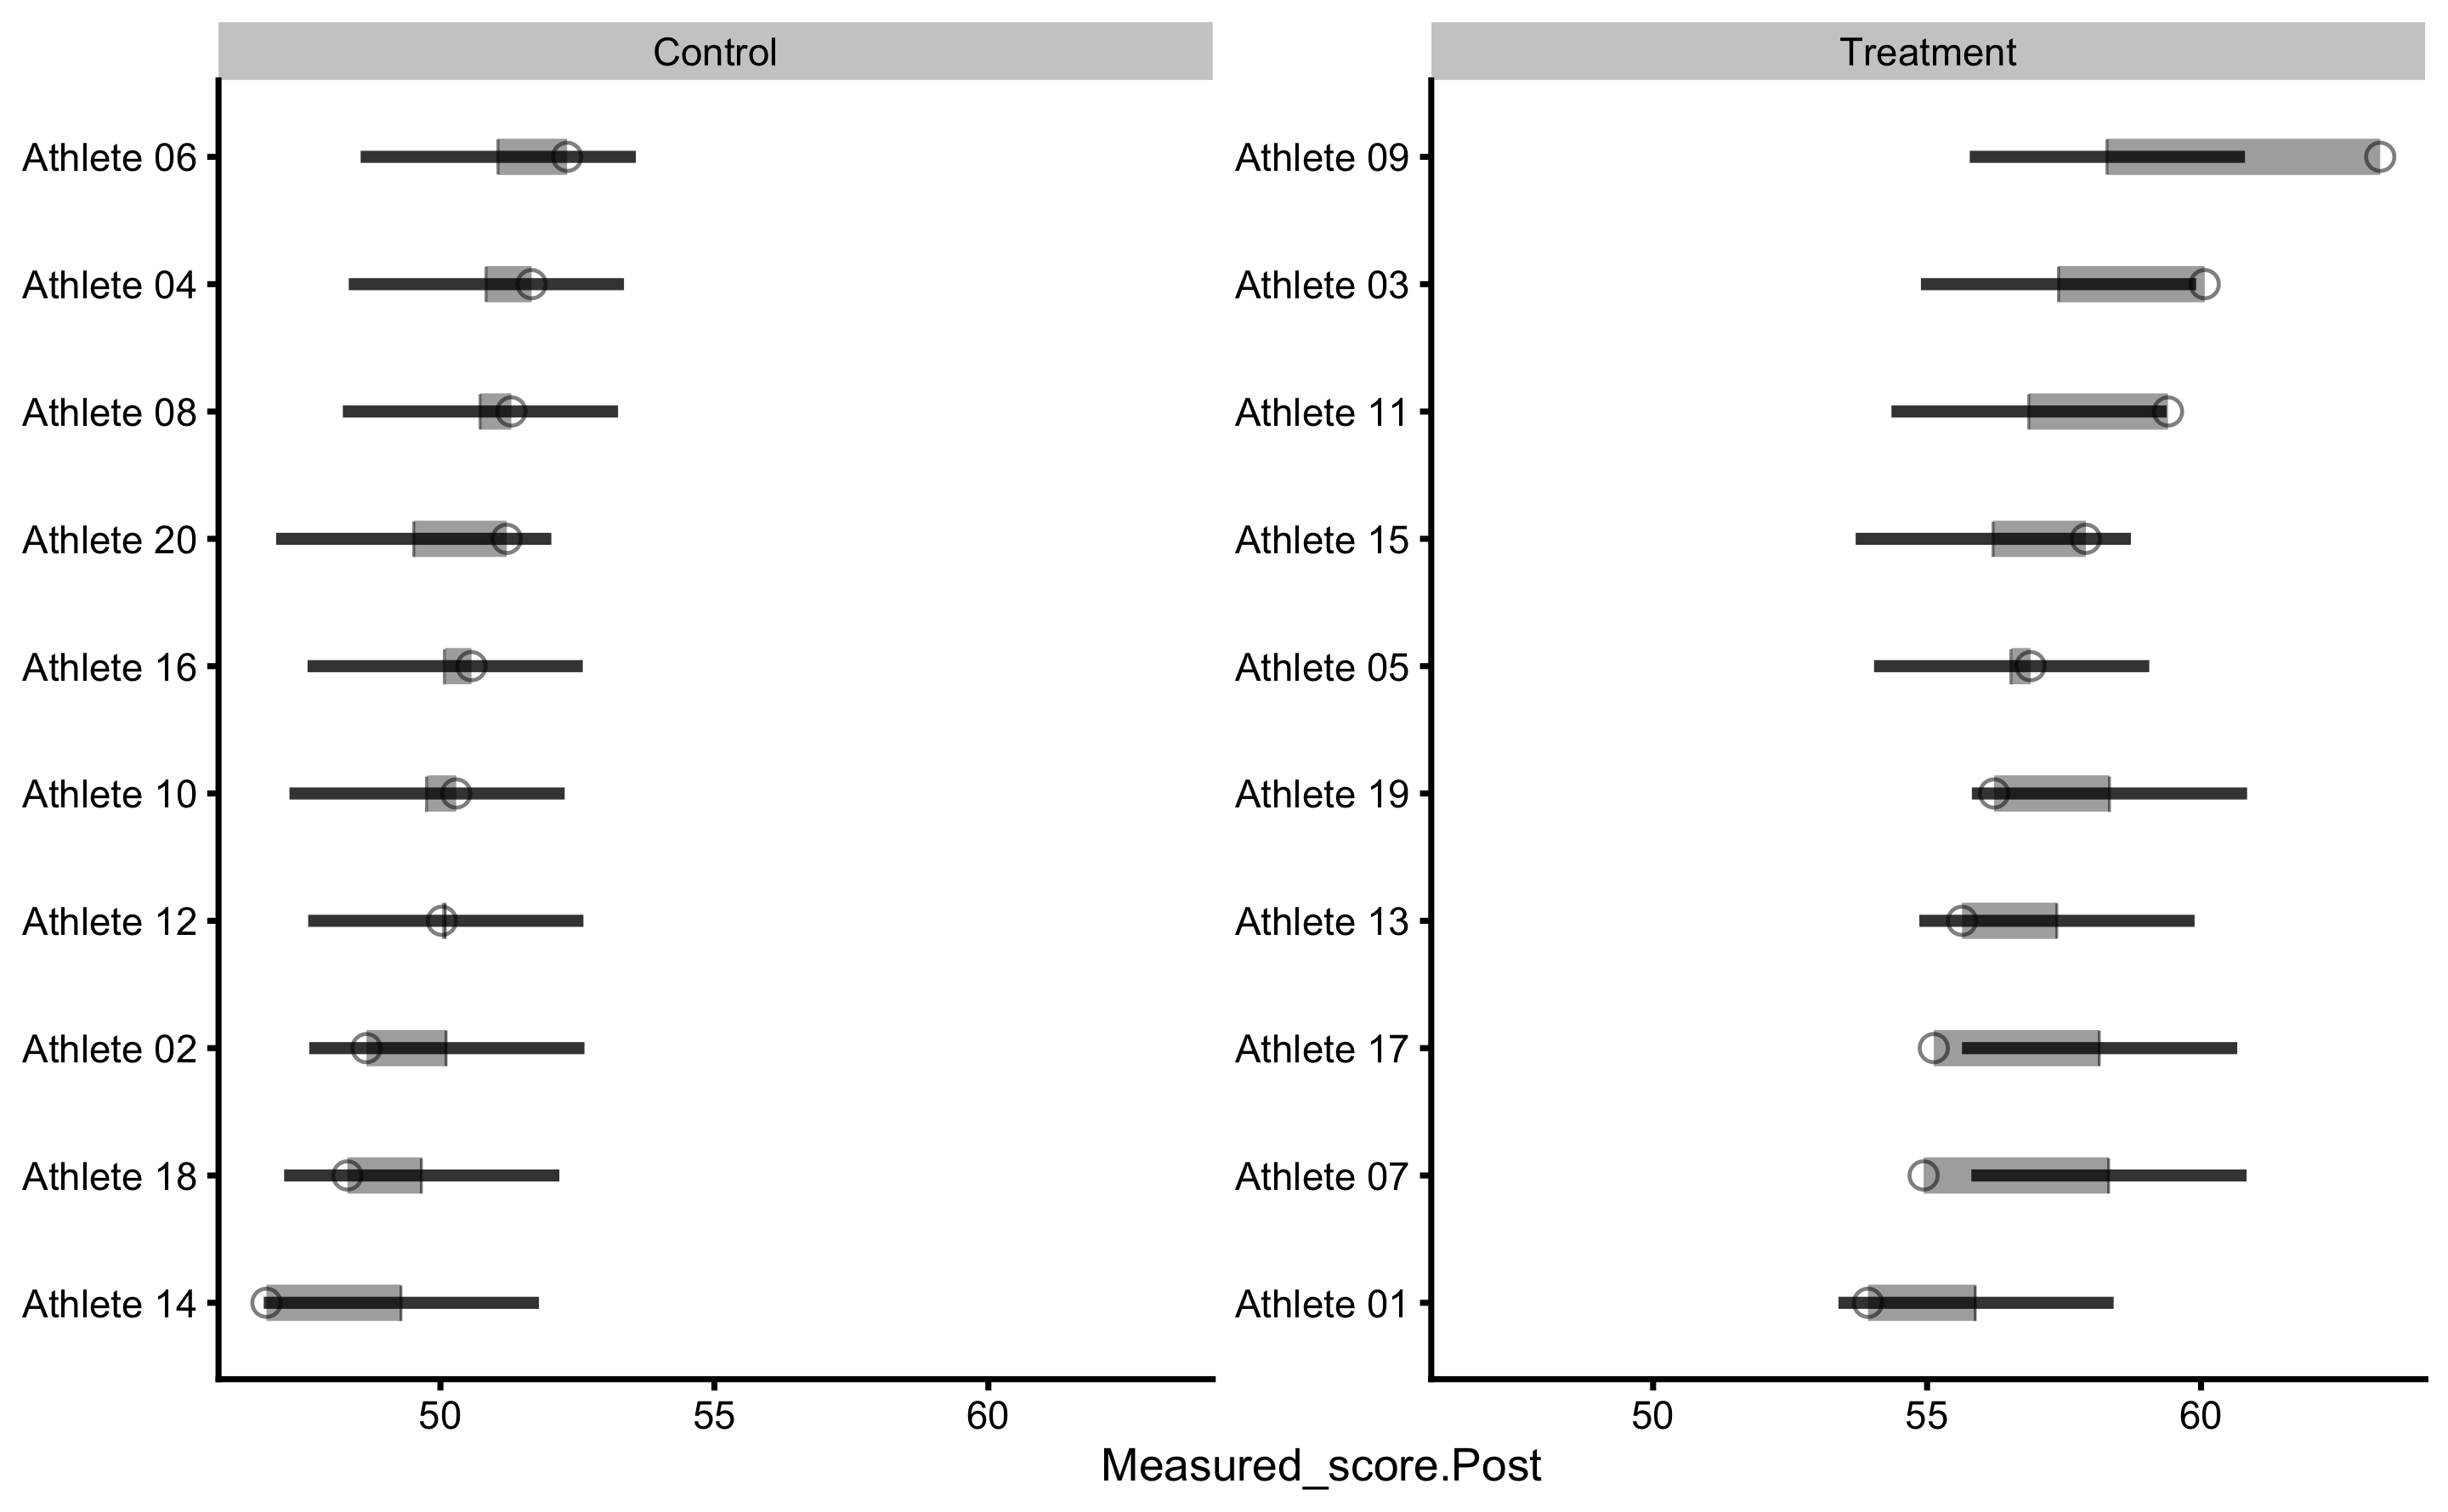 Control
Treatment
Athlete 06
Athlete 04
Athlete 08
Athlete 20
Athlete 16
Athlete 10
Athlete 12
Athlete 02
Athlete 18
Athlete 14
Athlete 09
Athlete 03
Athlete 11
Athlete 15
Athlete 05
Athlete 19
Athlete 13
Athlete 17
Athlete 07
Athlete 01
50 55 60
50 55 60
Measured_score.Post